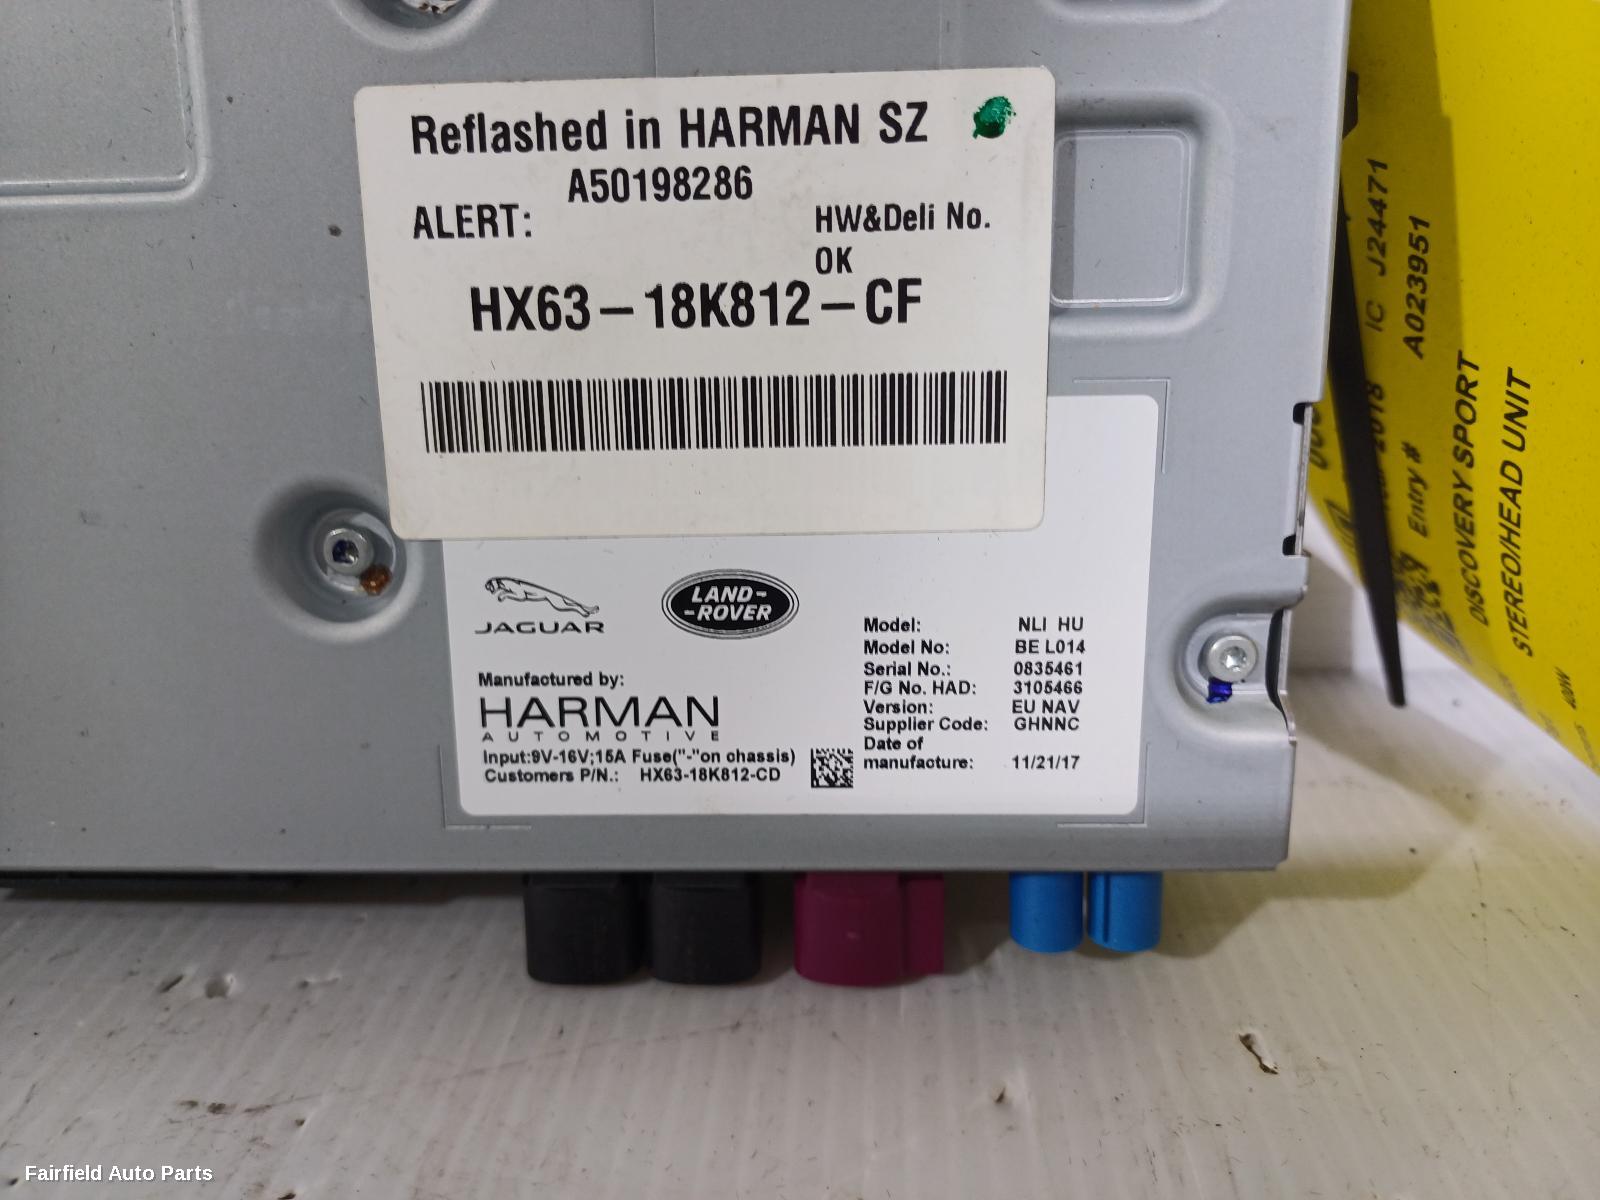 Reflashed in HARMAN SZ
A50198286
ALERT:
HW&Deli No.
OK
HX63-18K812-CF
JAGUAR
LAND-
-ROVER
Manufactured by:
HARMAN
AUTOMOTIVE
Input:9V-16V;15A Fuse("-"on chassis)
Customers P/N.: HX63-18K812-CD
Model: NLI HU
Model No: BE L014
Serial No.: 0835461
F/G No. HAD: 3105466
Version: EU NAV
Supplier Code: GHNNC
Date of
manufacture: 11/21/17
IC J24471
2018
Entry # A023951
DISCOVERY SPORT
STEREO/HEAD UNIT
400W
Fairfield Auto Parts